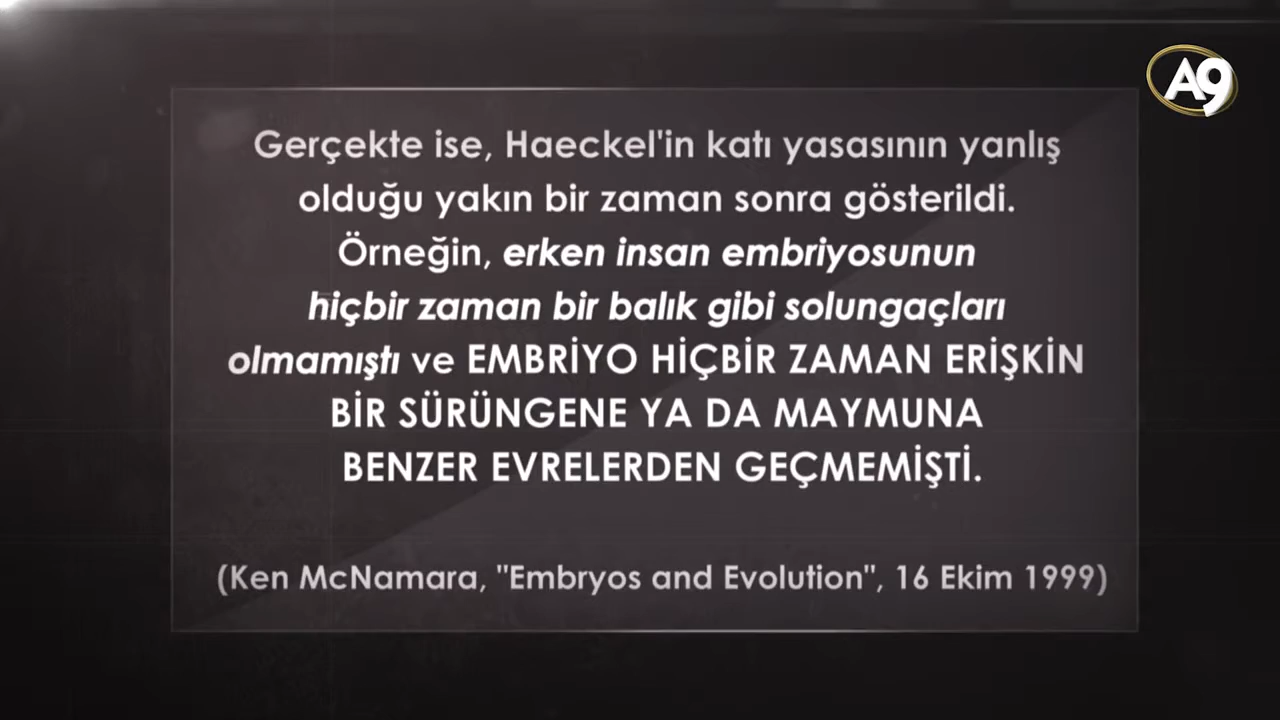 A9
Gerçekte ise, Haeckel'in katı yasasının yanlış
olduğu yakın bir zaman sonra gösterildi.
Örneğin, erken insan embriyosunun
hiçbir zaman bir balık gibi solungaçları
olmamıştı ve EMBRİYO HİÇBİR ZAMAN ERİŞKİN
BİR SÜRÜNGENE YA DA MAYMUNA
BENZER EVRELERDEN GEÇMEMİŞTİ.
(Ken McNamara, "Embryos and Evolution", 16 Ekim 1999)